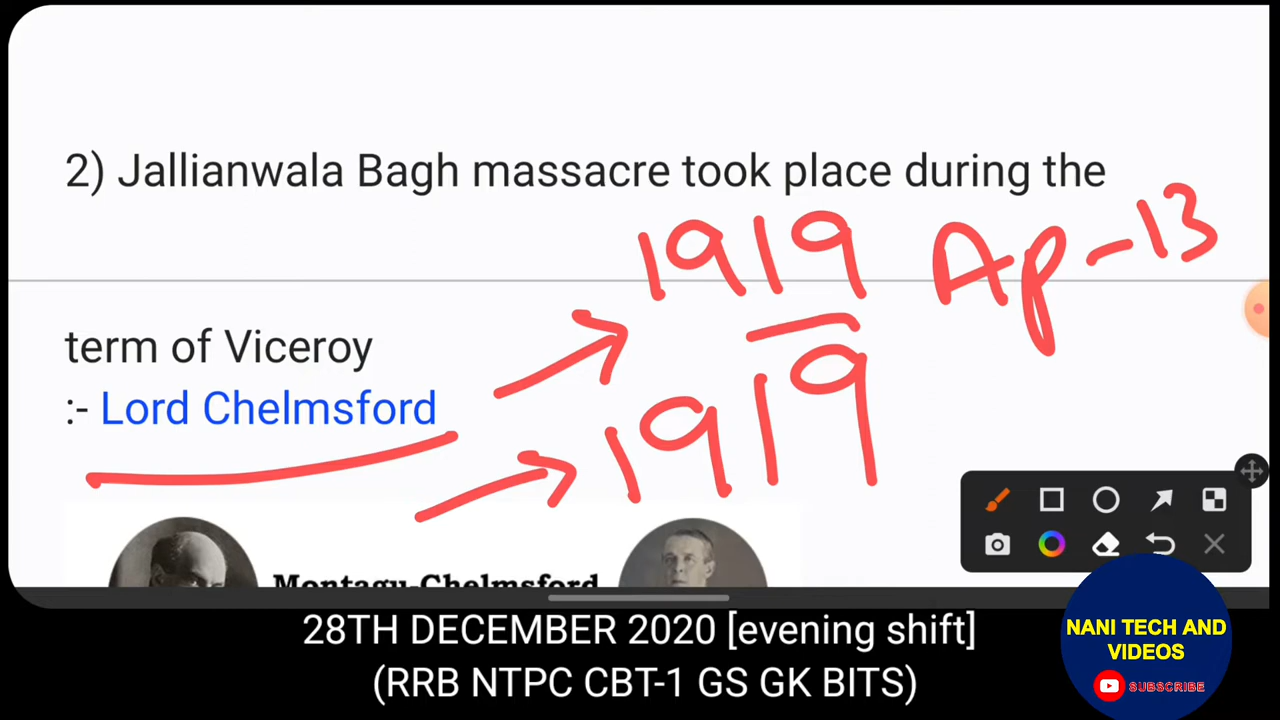 2) Jallianwala Bagh massacre took place during the
1919 Ap-13
term of Viceroy
:- Lord Chelmsford
1919
Montagu-Chelmsford
28TH DECEMBER 2020 [evening shift]
(RRB NTPC CBT-1 GS GK BITS)
NANI TECH AND
VIDEOS
SUBSCRIBE